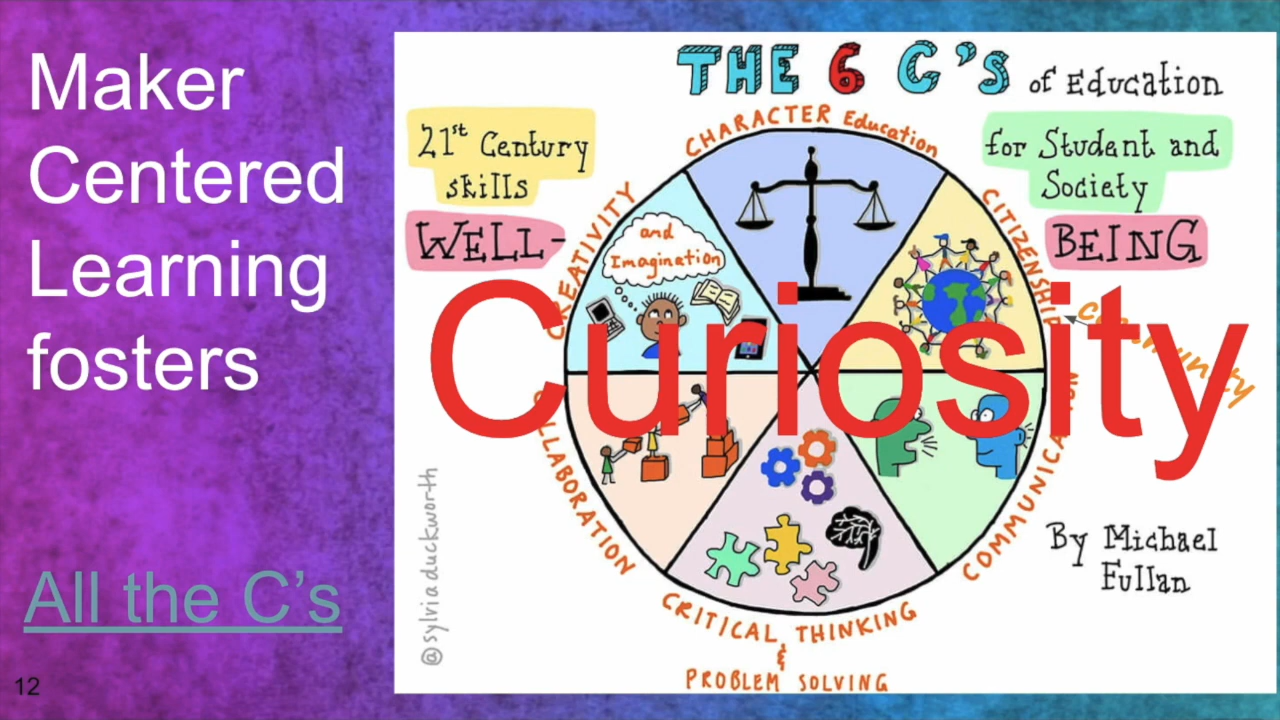 Maker
Centered
Learning
fosters
All the C's
12
THE 6 C'S of Education
21st Century
skills
WELL-
for Student and
Society
BEING
CHARACTER Education
CITIZENSHIP
community
COMMUNICATION
CRITICAL THINKING
&
PROBLEM SOLVING
COLLABORATION
CREATIVITY
and
Imagination
Curiosity
By Michael
Fullan
@sylviaduckworth